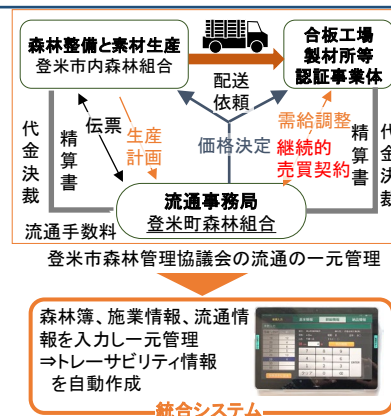 森林整備と素材生産
登米市内森林組合
合板工場
製材所等
認証事業体
配送
依頼
代金決裁
精算書
伝票
生産
計画
価格決定
需給調整
継続的
売買契約
精算書
代金決裁
流通事務局
登米町森林組合
流通手数料
登米市森林管理協議会の流通の一元管理
森林簿、施業情報、流通情
報を入力し一元管理
⇒トレーサビリティ情報
を自動作成
統合システム